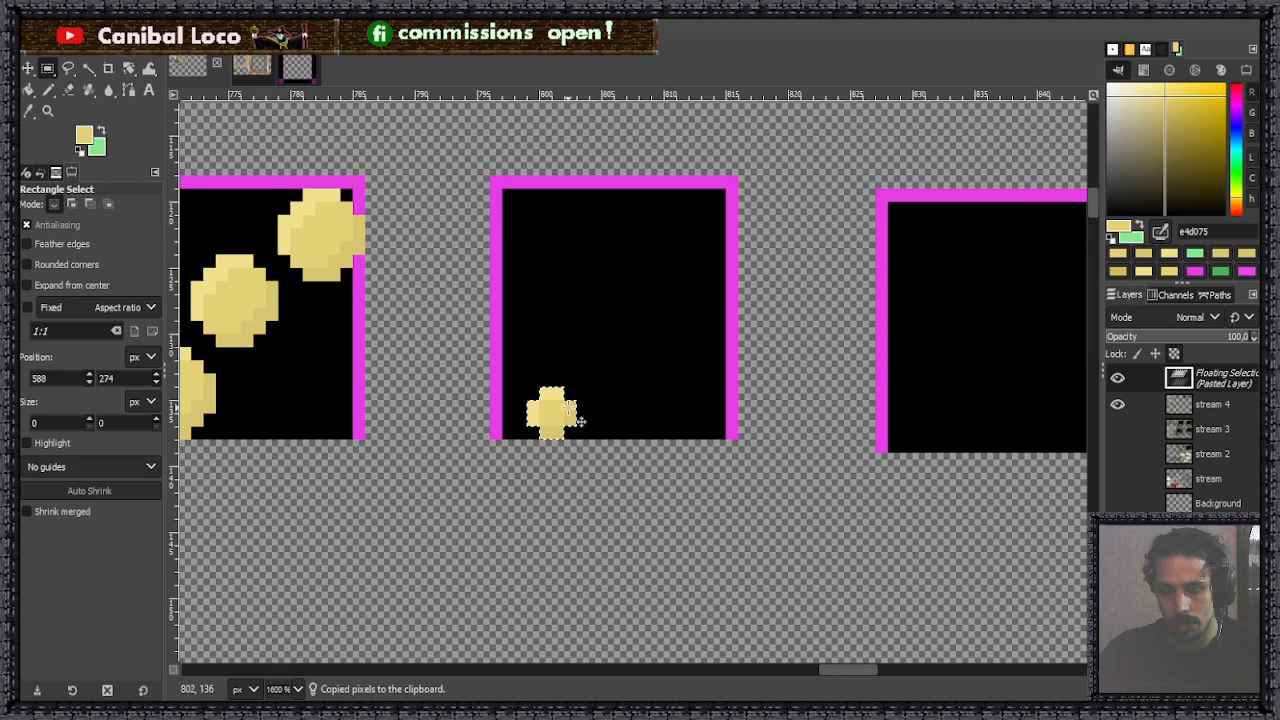 Canibal Loco
fi commissions open!
775 780 785 790 795 800 805 810 815 825 830 835 840
Rectangle Select
Mode:
Antialiasing
Feather edges
Rounded corners
Expand from center
Fixed Aspect ratio
1:1
Position: px
588 274
Size: px
0 0
Highlight
No guides
Auto Shrink
Shrink merged
802, 136 px 1600 % Copied pixels to the clipboard.
Aa
R
G
B
L
C
h
e4d075
Layers Channels Paths
Mode Normal
Opacity 100,0
Lock:
Floating Selectic
(Pasted Layer)
stream 4
stream 3
stream 2
stream
Background